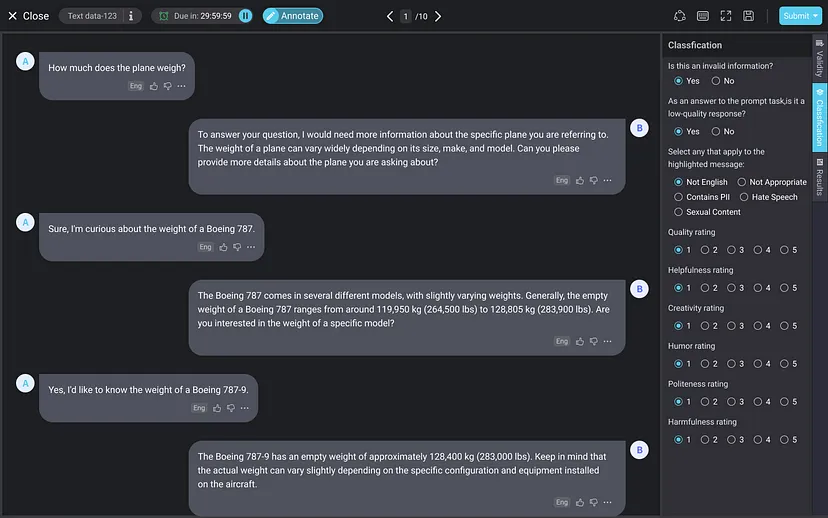 Close
Text data-123
Due in: 29:59:59
Annotate
1 /10
Submit
A
How much does the plane weigh?
Eng
B
To answer your question, I would need more information about the specific plane you are referring to.
The weight of a plane can vary widely depending on its size, make, and model. Can you please
provide more details about the plane you are asking about?
Eng
A
Sure, I'm curious about the weight of a Boeing 787.
Eng
B
The Boeing 787 comes in several different models, with slightly varying weights. Generally, the empty
weight of a Boeing 787 ranges from around 119,950 kg (264,500 lbs) to 128,805 kg (283,900 lbs). Are
you interested in the weight of a specific model?
Eng
A
Yes, I'd like to know the weight of a Boeing 787-9.
Eng
B
The Boeing 787-9 has an empty weight of approximately 128,400 kg (283,000 lbs). Keep in mind that
the actual weight can vary slightly depending on the specific configuration and equipment installed
on the aircraft.
Eng
Classfication
Is this an invalid information?
Yes No
As an answer to the prompt task,is it a
low-quality response?
Yes No
Select any that apply to the
highlighted message:
Not English Not Appropriate
Contains PII Hate Speech
Sexual Content
Quality rating
1 2 3 4 5
Helpfulness rating
1 2 3 4 5
Creativity rating
1 2 3 4 5
Humor rating
1 2 3 4 5
Politeness rating
1 2 3 4 5
Harmfulness rating
1 2 3 4 5
Validity
Classfication
Results